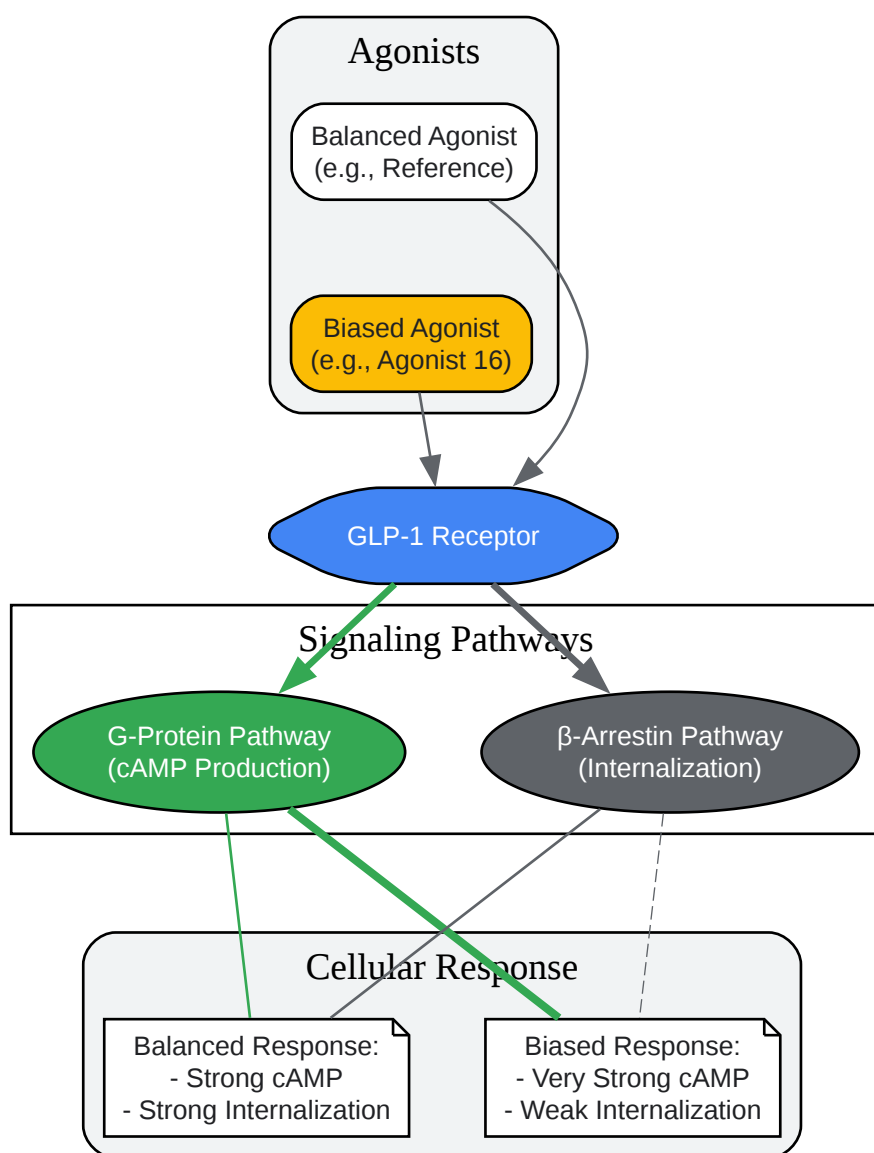 Agonists
Balanced Agonist
(e.g., Reference)
Biased Agonist
(e.g., Agonist 16)
GLP-1 Receptor
Signaling Pathways
G-Protein Pathway
(cAMP Production)
β-Arrestin Pathway
(Internalization)
Cellular Response
Balanced Response:
- Strong cAMP
- Strong Internalization
Biased Response:
- Very Strong cAMP
- Weak Internalization